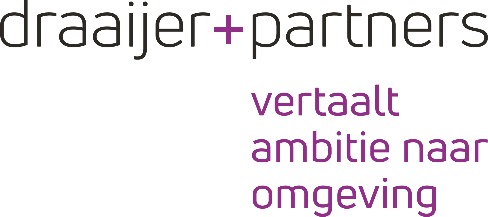 draaijer+partners
vertaalt
ambitie naar
omgeving